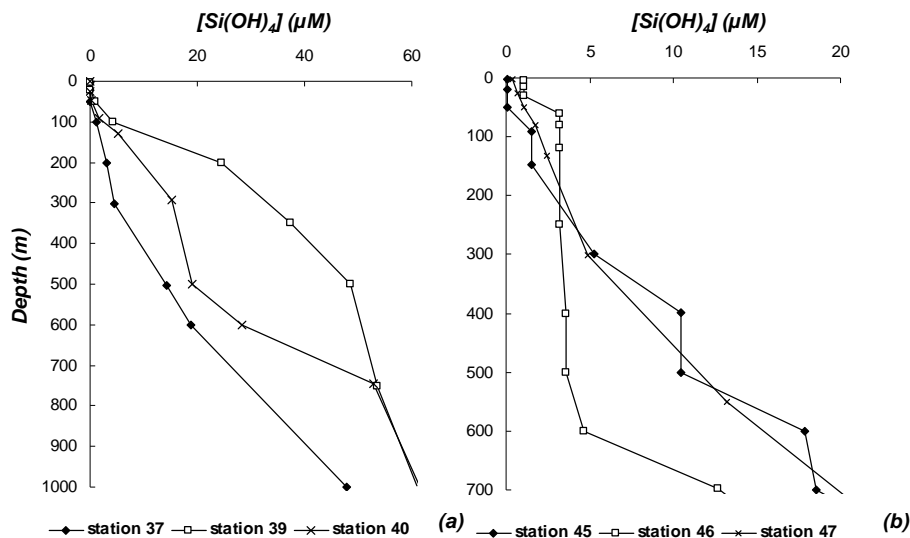 [Si(OH)4] (µM)
0 20 40 60
Depth (m)
0
100
200
300
400
500
600
700
800
900
1000
station 37 station 39 station 40
(a)
[Si(OH)4] (µM)
0 5 10 15 20
0
100
200
300
400
500
600
700
station 45 station 46 station 47
(b)